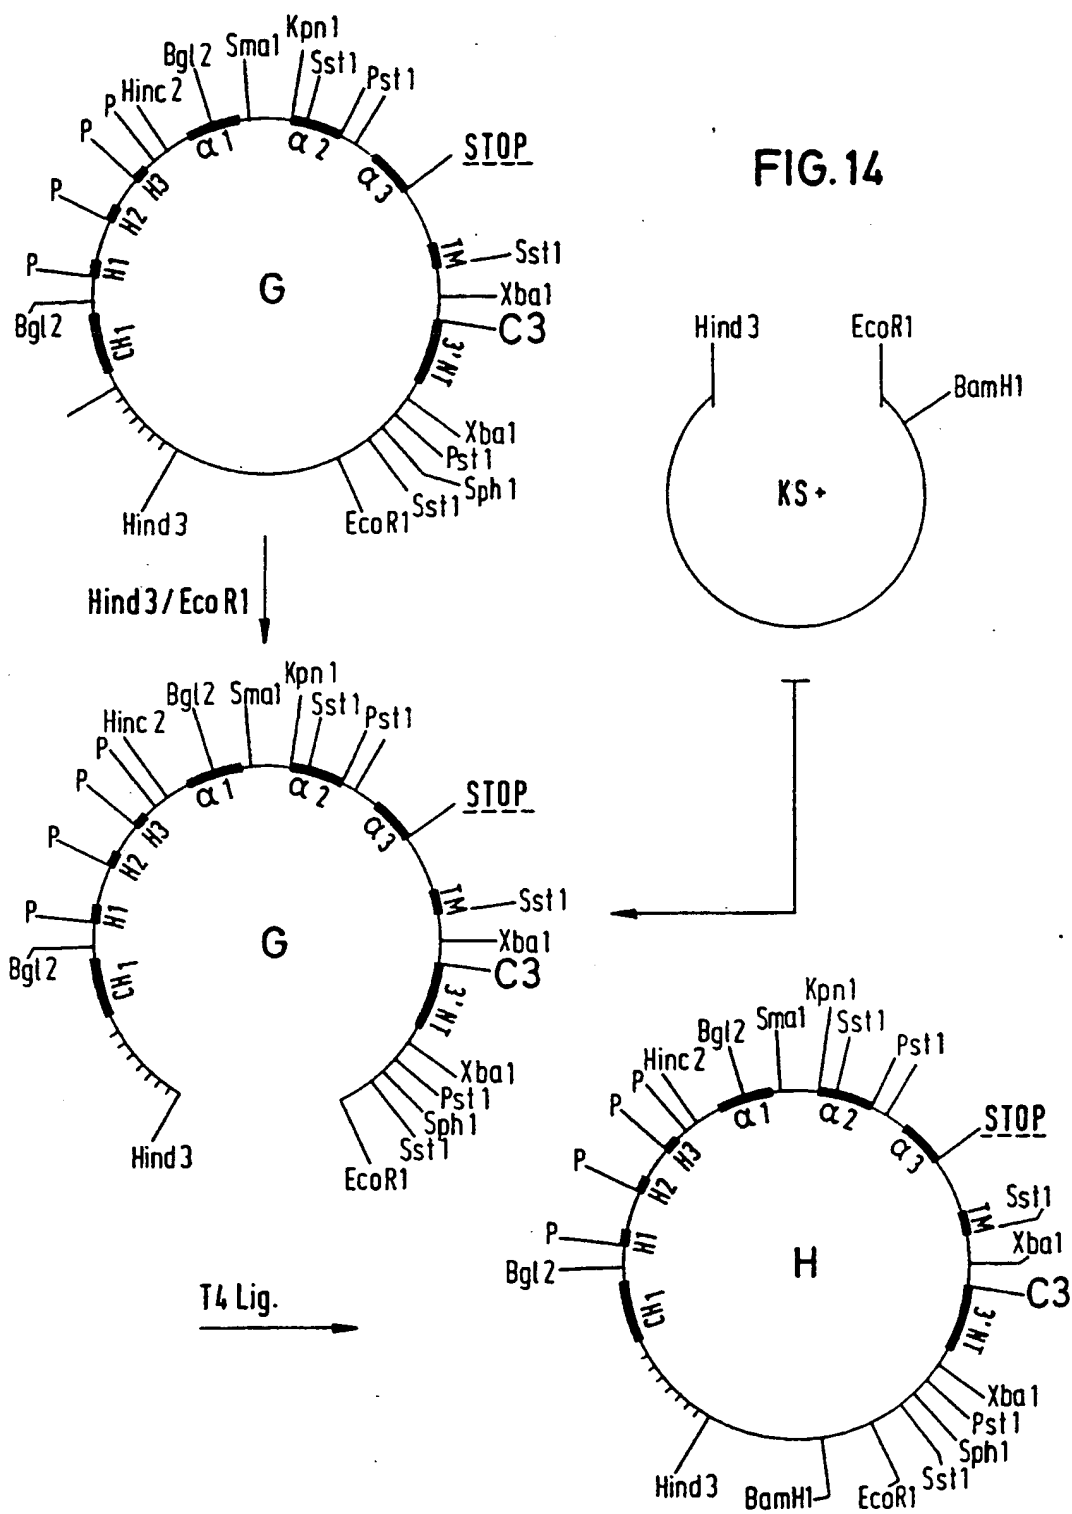 FIG.14
Kpn1
Sma1
Sst1
Bgl2
Pst1
Hinc 2
P
P
P
P
Bgl2
α1
α2
α3
STOP
H3
H2
H1
CH1
TM
Sst1
Xba1
C3
3'NT
G
Xba1
Pst1
Sph1
Sst1
EcoR1
Hind3
Hind3
EcoR1
BamH1
KS+
Hind3/EcoR1
Kpn1
Bgl2
Sma1
Sst1
Pst1
Hinc 2
P
P
P
P
Bgl2
α1
α2
α3
STOP
H3
H2
H1
CH1
TM
Sst1
Xba1
C3
3'NT
G
Xba1
Pst1
Sph1
Sst1
EcoR1
Hind3
T4 Lig.
Kpn1
Sma1
Sst1
Bgl2
Pst1
Hinc2
P
P
P
P
Bgl2
α1
α2
α3
STOP
H3
H2
H1
CH1
TM
Sst1
Xba1
C3
3'NT
H
Xba1
Pst1
Sph1
Sst1
EcoR1
BamH1
Hind3